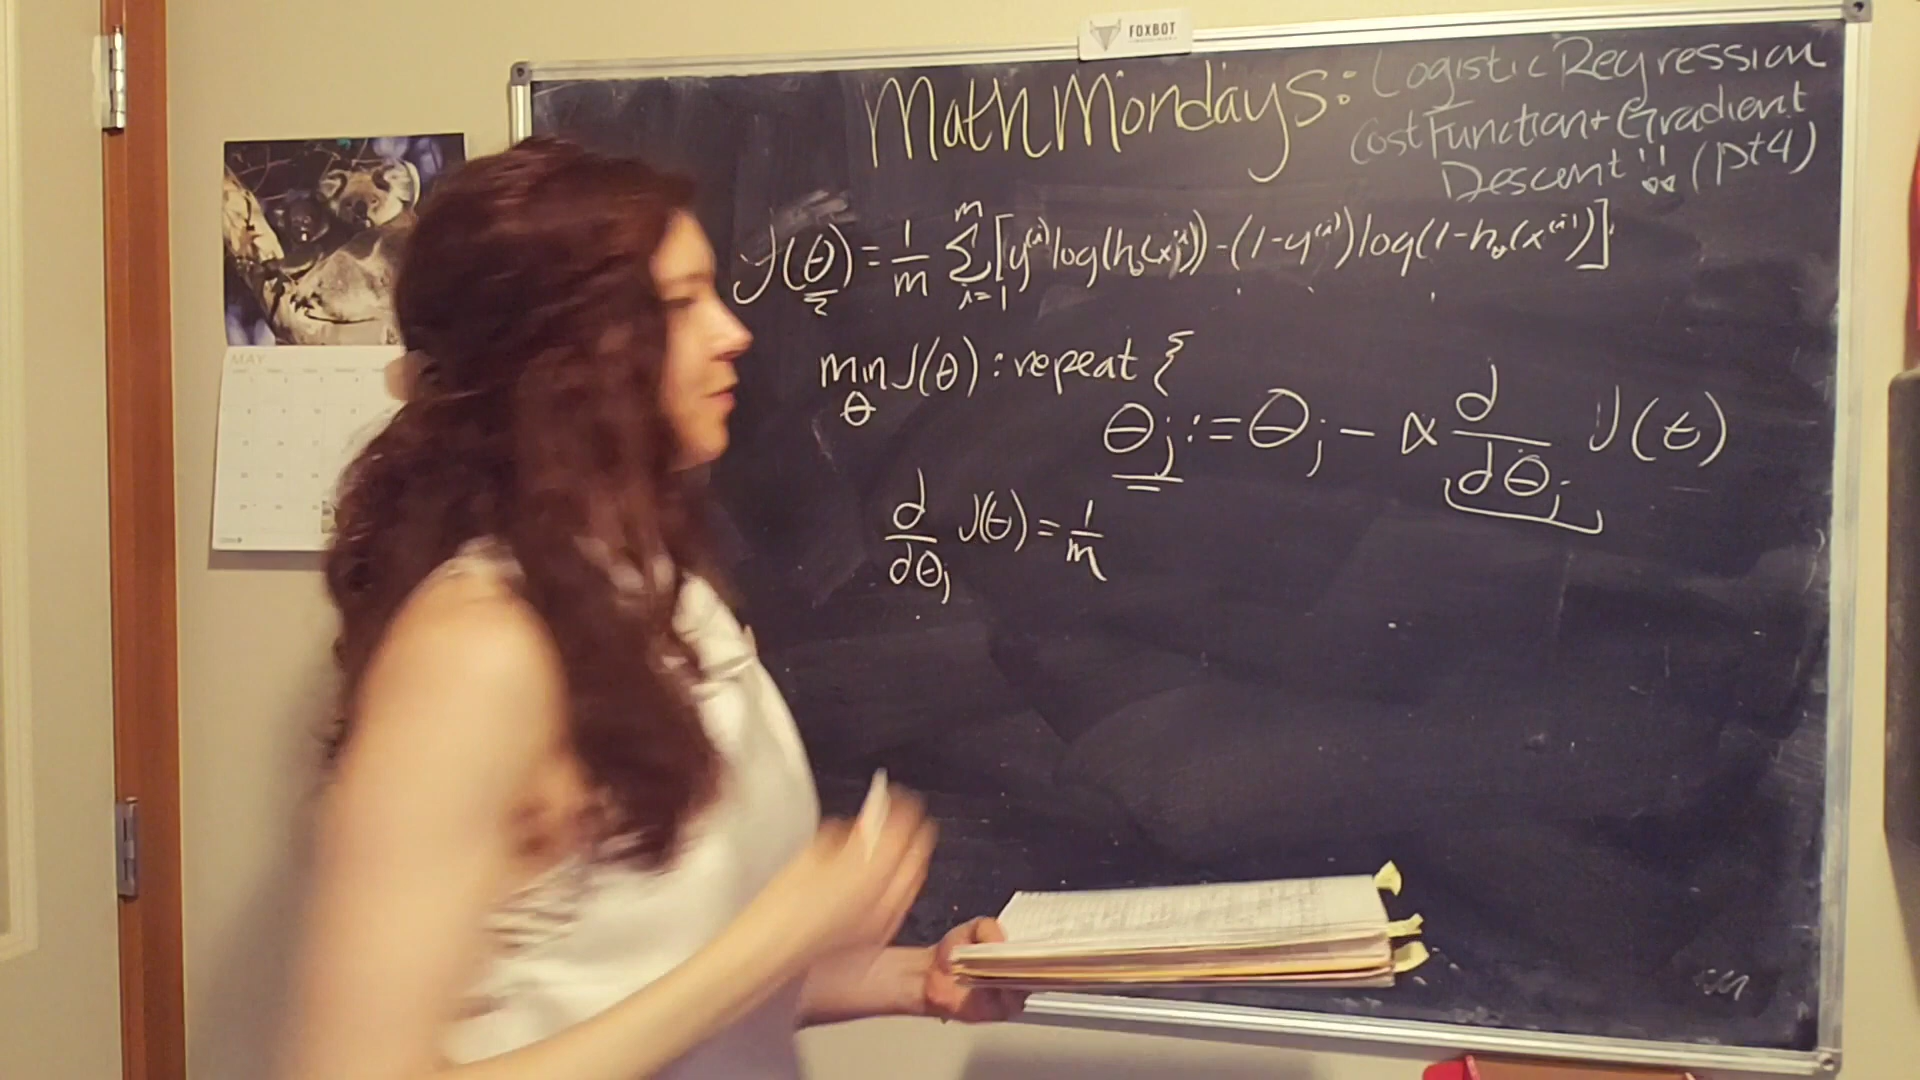 FOXBOT
Math Mondays: Logistic Regression
Cost Function + Gradient
Descent!! (pt4)
J(θ) = 1/m Σ_{i=1}^{m} [y^{(i)} log(h_θ(x^{(i)})) - (1-y^{(i)}) log(1-h_θ(x^{(i)})]
min_θ J(θ) : repeat {
θ_j := θ_j - α d/dθ_j J(θ)
d/dθ_j J(θ) = 1/m
MAY